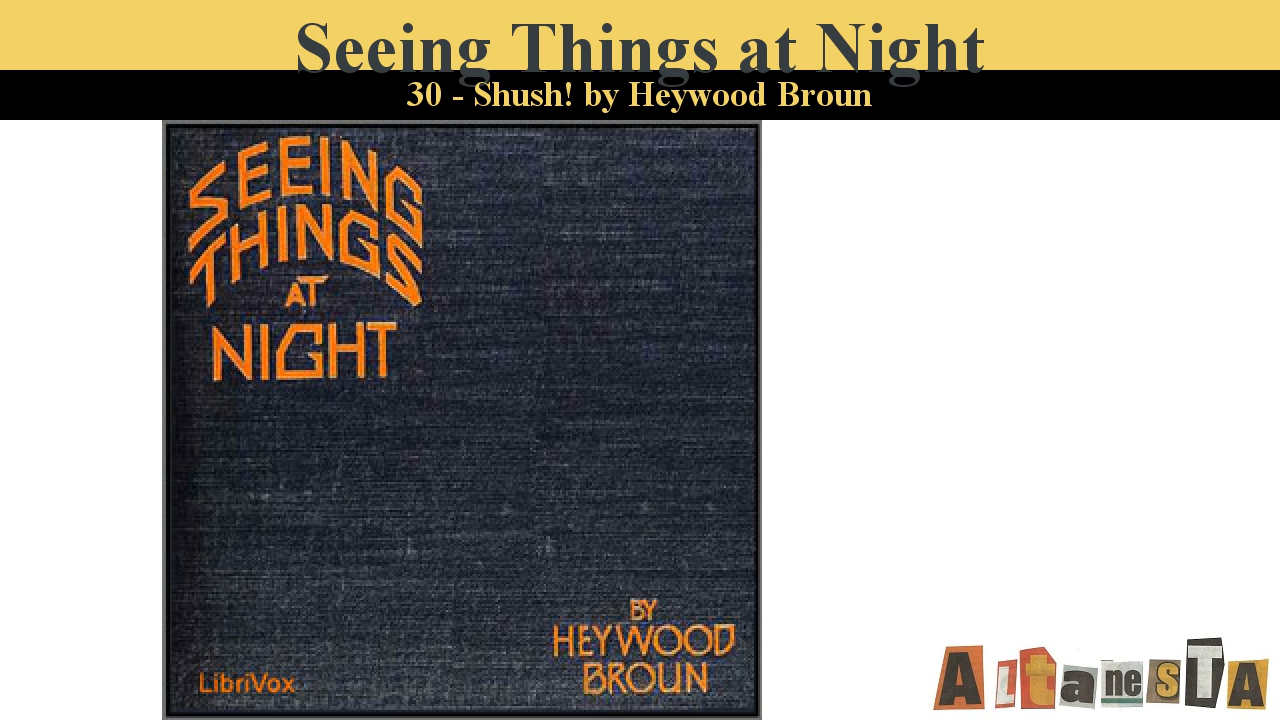 Seeing Things at Night
30 - Shush! by Heywood Broun
SEEING
THINGS
AT
NIGHT
BY
HEYWOOD
BROUN
LibriVox
AltanesTA